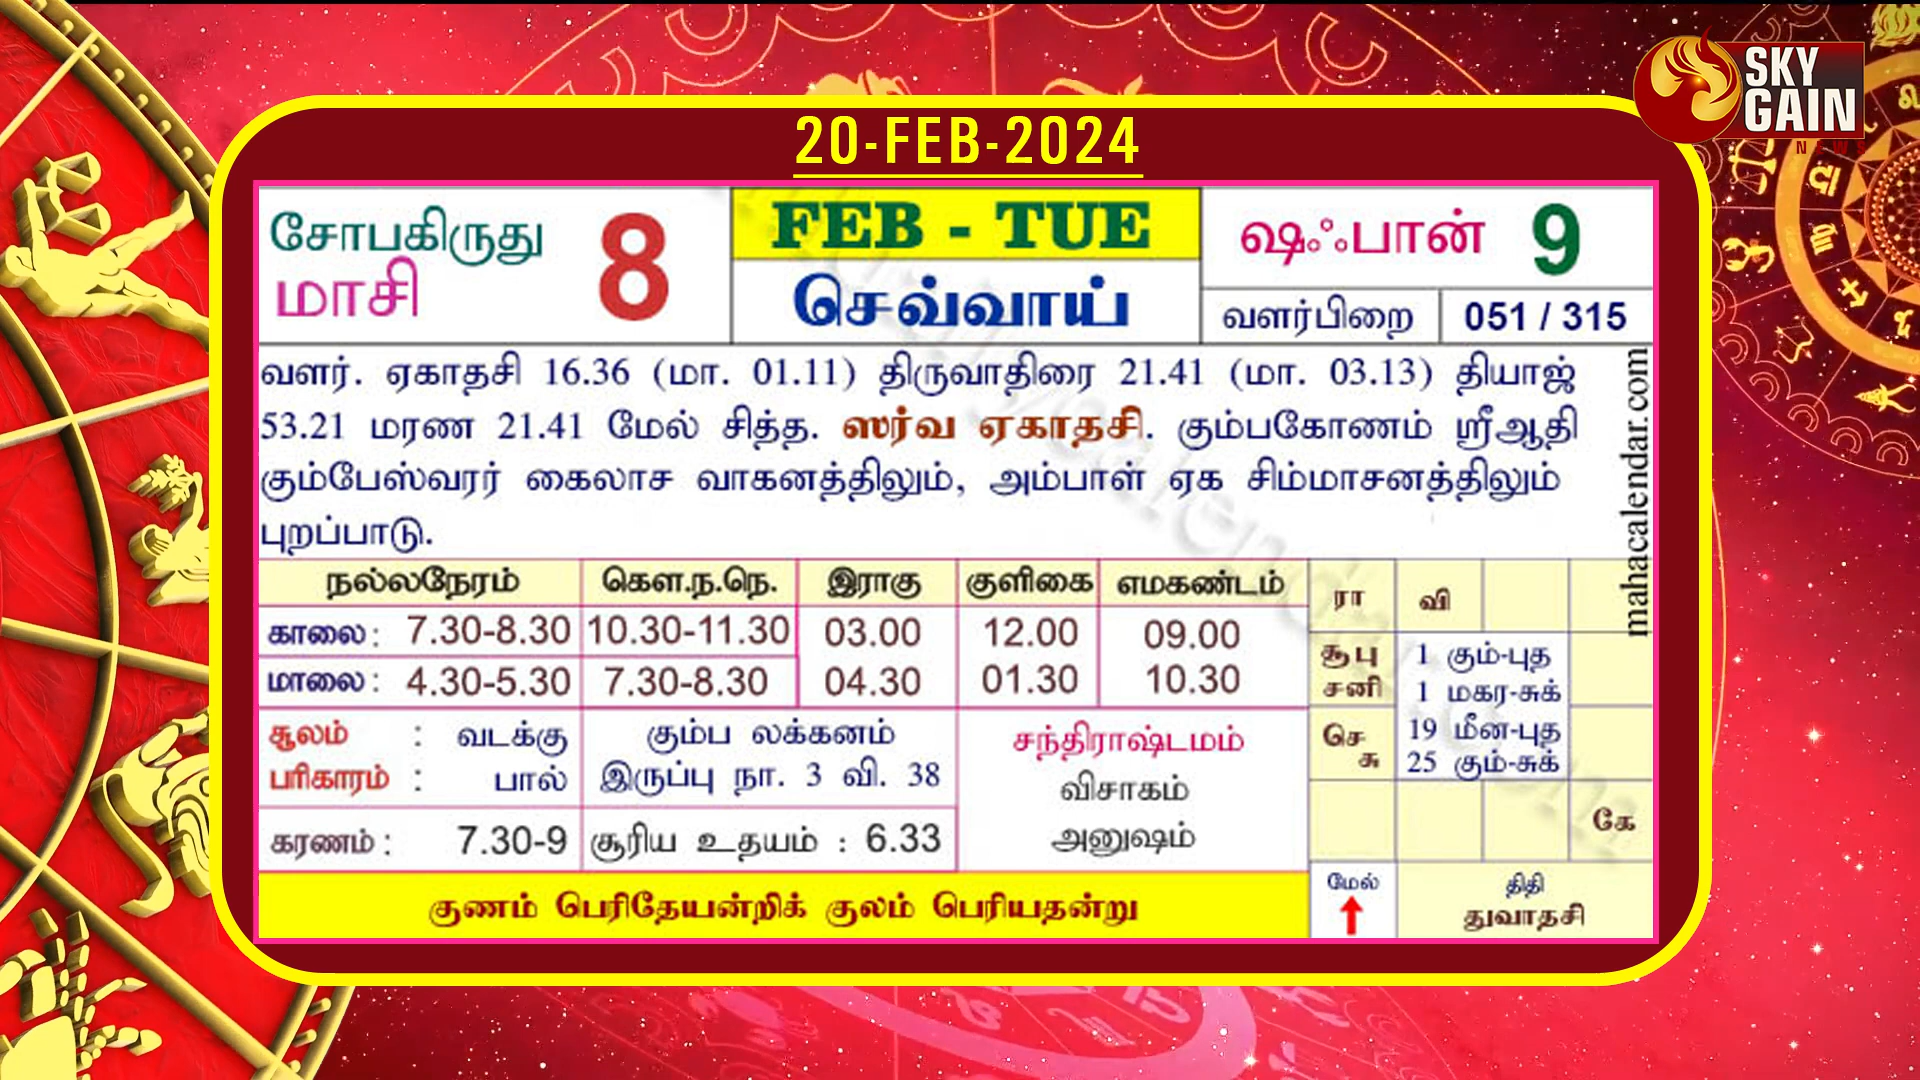 SKY
GAIN
NEWS
20-FEB-2024
சோபகிருது
மாசி
8
FEB - TUE
செவ்வாய்
ஷஃபான் 9
வளர்பிறை 051 / 315
வளர். ஏகாதசி 16.36 (மா. 01.11) திருவாதிரை 21.41 (மா. 03.13) தியாஜ்
53.21 மரண 21.41 மேல் சித்த. ஸர்வ ஏகாதசி. கும்பகோணம் ஸ்ரீஆதி
கும்பேஸ்வரர் கைலாச வாகனத்திலும், அம்பாள் ஏக சிம்மாசனத்திலும்
புறப்பாடு.
mahacalendar.com
நல்லநேரம் கௌ.ந.நே. இராகு குளிகை எமகண்டம்
காலை : 7.30-8.30 10.30-11.30 03.00 12.00 09.00
மாலை : 4.30-5.30 7.30-8.30 04.30 01.30 10.30
சூலம் : வடக்கு
பரிகாரம் : பால்
கும்ப லக்கனம்
இருப்பு நா. 3 வி. 38
சந்திராஷ்டமம்
விசாகம்
அனுஷம்
கரணம் : 7.30-9
சூரிய உதயம் : 6.33
குணம் பெரிதேயன்றிக் குலம் பெரியதன்று
ரா வி
சூ பு
சனி
1 கும்-புத
1 மகர-சுக்
செ
சு
19 மீன-புத
25 கும்-சுக்
கே
மேல்
திதி
துவாதசி